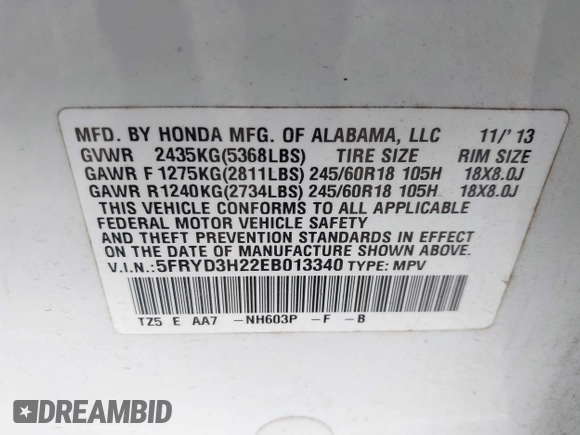 MFD. BY HONDA MFG. OF ALABAMA, LLC 11/'13
GVWR 2435KG(5368LBS) TIRE SIZE RIM SIZE
GAWR F 1275KG(2811LBS) 245/60R18 105H 18X8.0J
GAWR R 1240KG(2734LBS) 245/60R18 105H 18X8.0J
THIS VEHICLE CONFORMS TO ALL APPLICABLE
FEDERAL MOTOR VEHICLE SAFETY
AND THEFT PREVENTION STANDARDS IN EFFECT
ON THE DATE OF MANUFACTURE SHOWN ABOVE.
V.I.N.: 5FRYD3H22EB013340 TYPE: MPV
TZ5 E AA7 -NH603P -F -B
DREAMBID